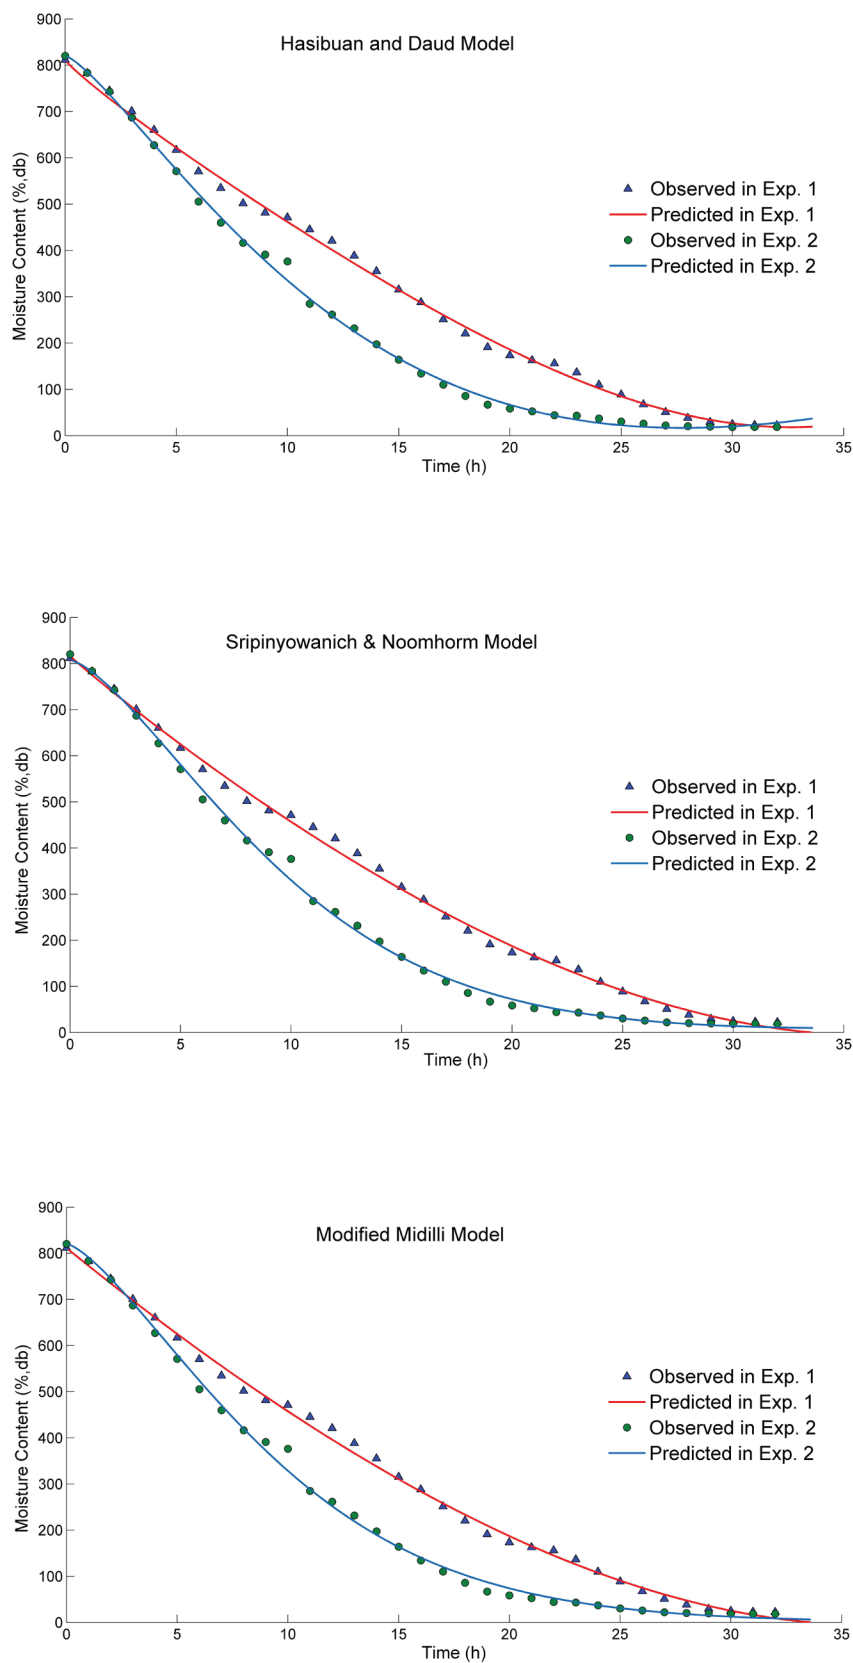 Hasibuan and Daud Model
900
800
700
600
500
400
300
200
100
0
Moisture Content (%,db)
Observed in Exp. 1
Predicted in Exp. 1
Observed in Exp. 2
Predicted in Exp. 2
0 5 10 15 20 25 30 35
Time (h)
Sripinyowanich & Noomhorm Model
900
800
700
600
500
400
300
200
100
0
Moisture Content (%,db)
Observed in Exp. 1
Predicted in Exp. 1
Observed in Exp. 2
Predicted in Exp. 2
0 5 10 15 20 25 30 35
Time (h)
Modified Midilli Model
900
800
700
600
500
400
300
200
100
0
Moisture Content (%,db)
Observed in Exp. 1
Predicted in Exp. 1
Observed in Exp. 2
Predicted in Exp. 2
0 5 10 15 20 25 30 35
Time (h)